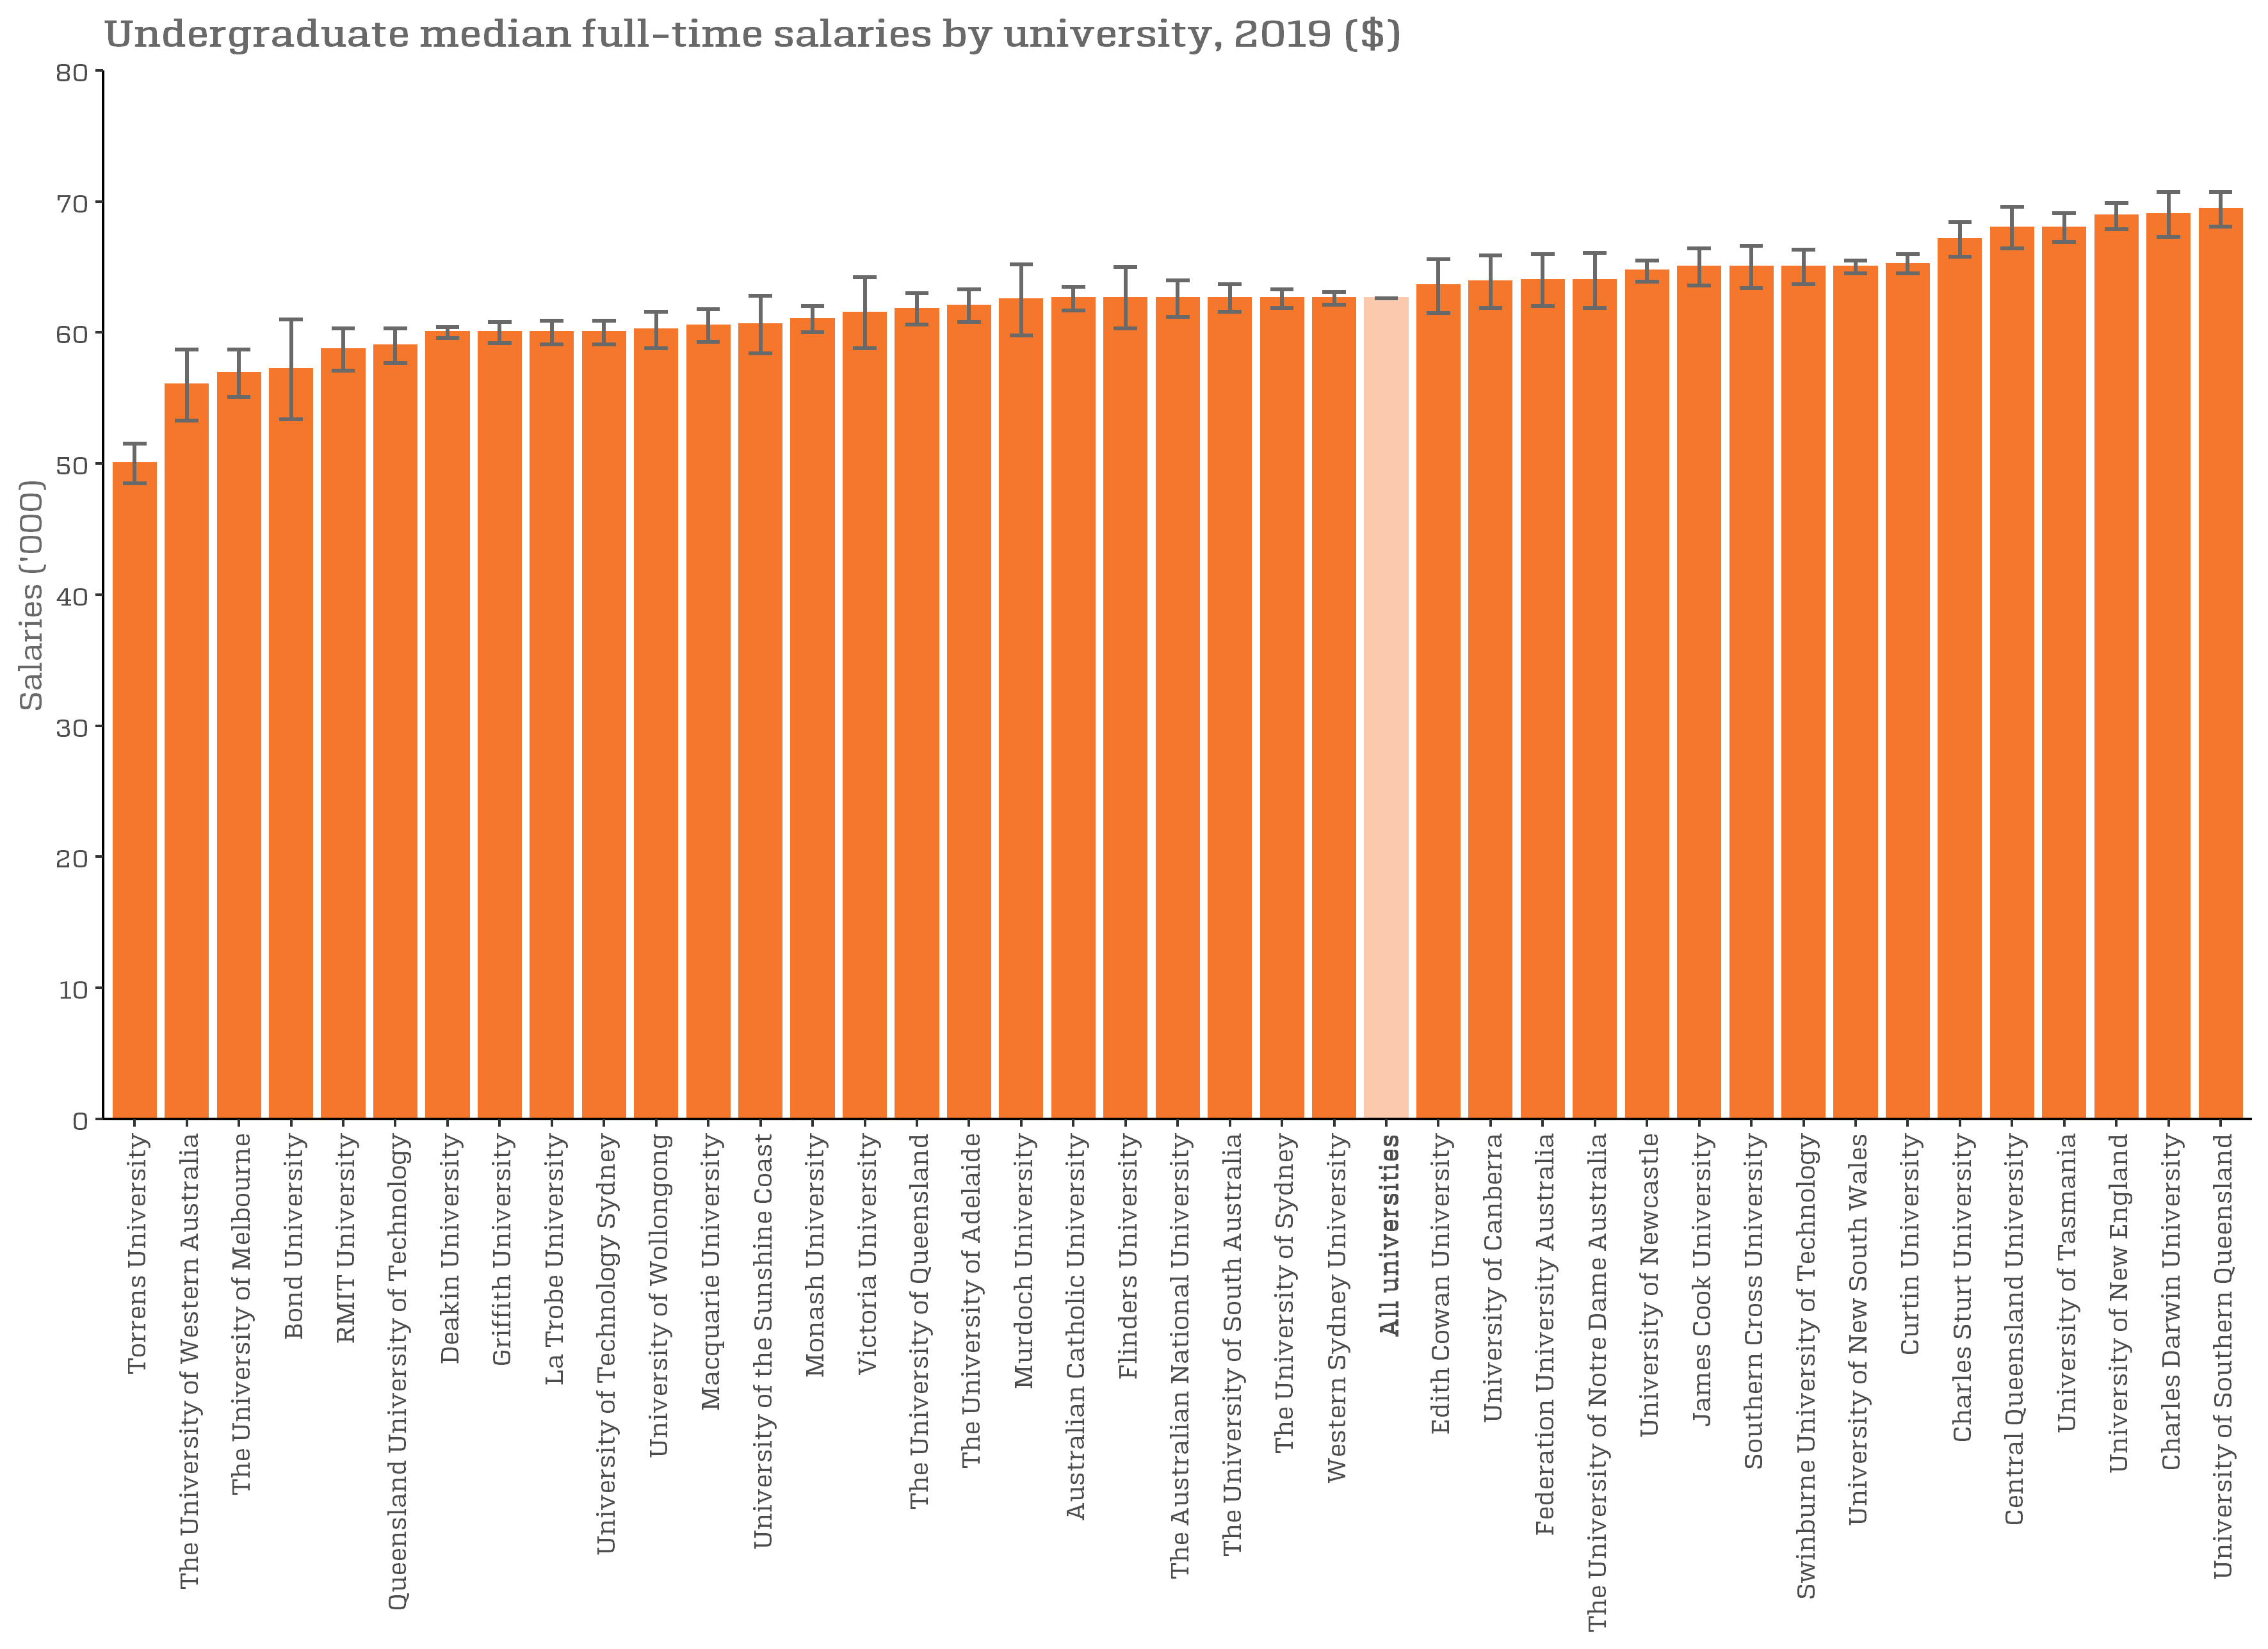 Undergraduate median full-time salaries by university, 2019 ($)
80
70
60
50
40
30
20
10
0
Salaries ('000)
Torrens University
The University of Western Australia
The University of Melbourne
Bond University
RMIT University
Queensland University of Technology
Deakin University
Griffith University
La Trobe University
University of Technology Sydney
University of Wollongong
Macquarie University
University of the Sunshine Coast
Monash University
Victoria University
The University of Queensland
The University of Adelaide
Murdoch University
Australian Catholic University
Flinders University
The Australian National University
The University of South Australia
The University of Sydney
Western Sydney University
All universities
Edith Cowan University
University of Canberra
Federation University Australia
The University of Notre Dame Australia
University of Newcastle
James Cook University
Southern Cross University
Swinburne University of Technology
University of New South Wales
Curtin University
Charles Sturt University
Central Queensland University
University of Tasmania
University of New England
Charles Darwin University
University of Southern Queensland